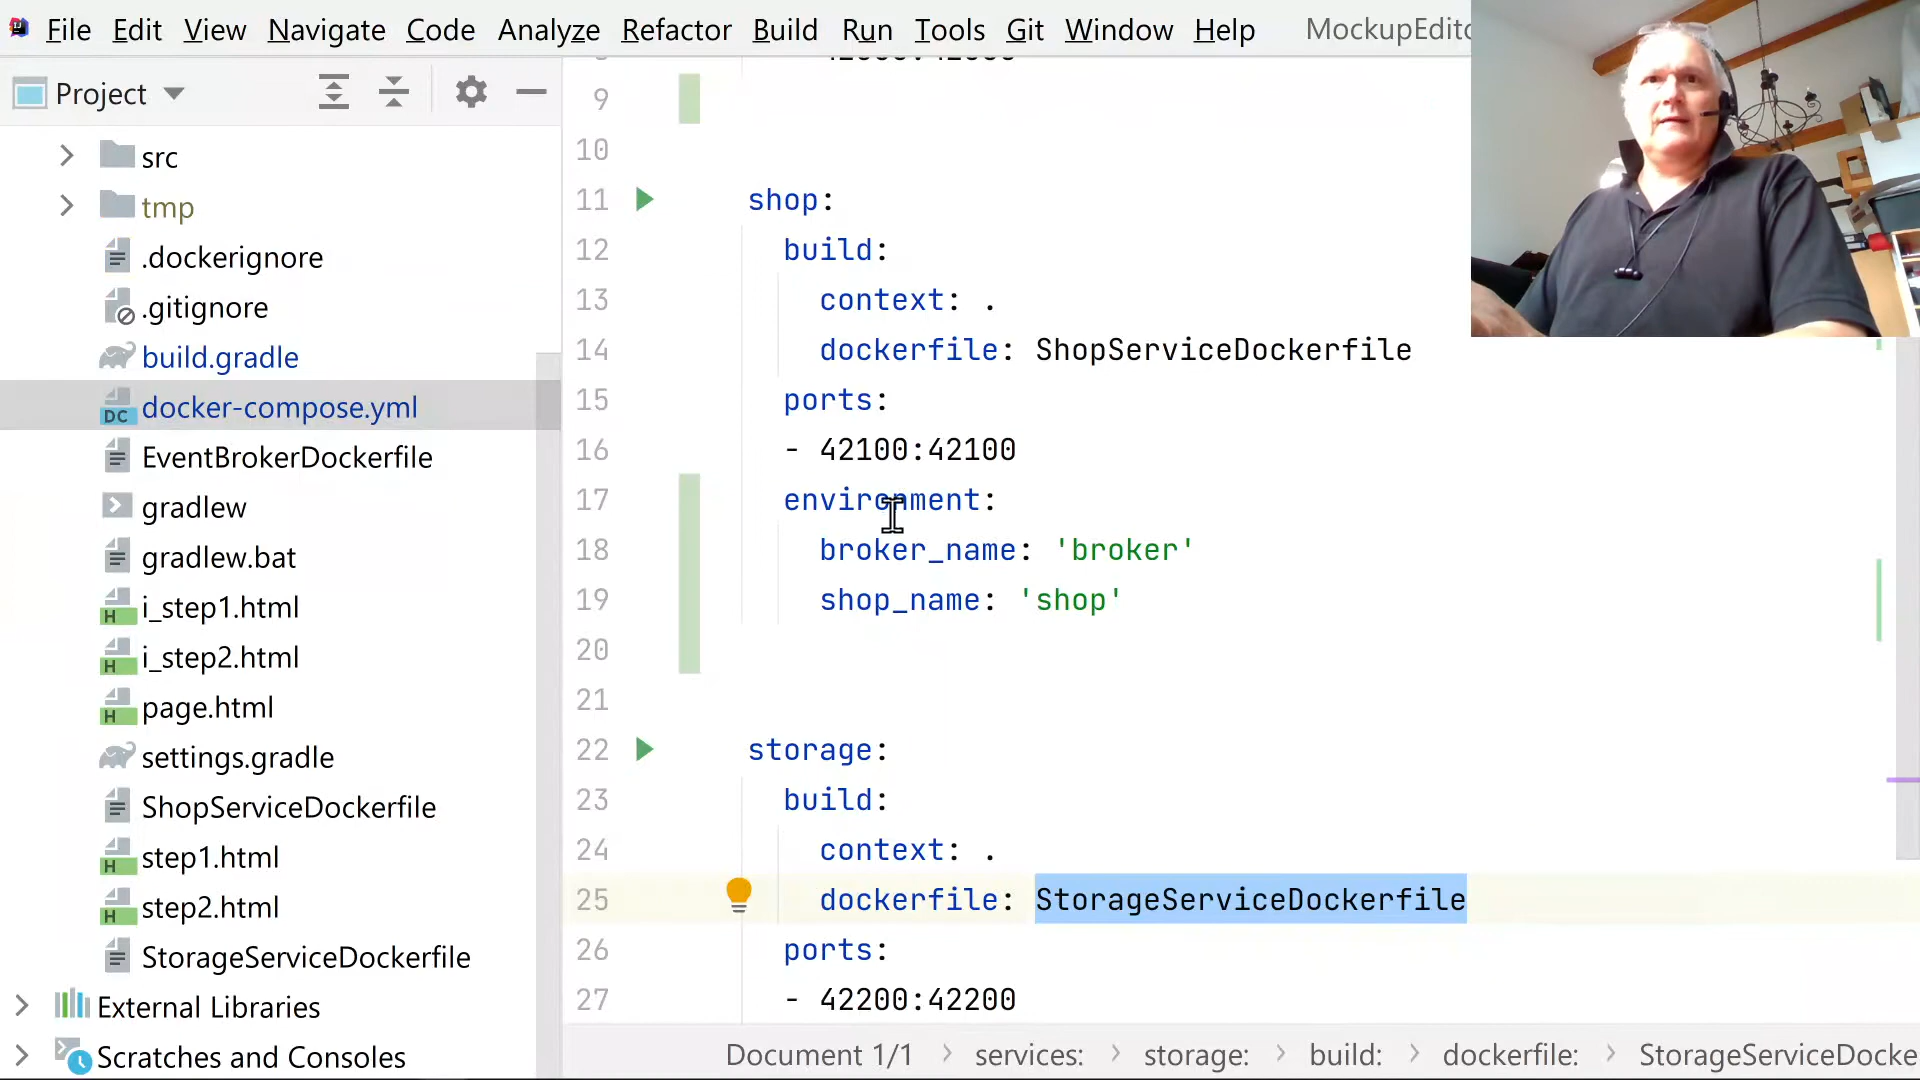 File Edit View Navigate Code Analyze Refactor Build Run Tools Git Help MockupEdito
Project
src
tmp
.dockerignore
.gitignore
build.gradle
DC docker-compose.yml
EventBrokerDockerfile
gradlew
gradlew.bat
H i_step1.html
H i_step2.html
H page.html
settings.gradle
ShopServiceDockerfile
H step1.html
H step2.html
StorageServiceDockerfile
External Libraries
Scratches and Consoles
9
10
11 shop:
12 build:
13 context: .
14 dockerfile: ShopServiceDockerfile
15 ports:
16 - 42100:42100
17 environment:
18 broker_name: 'broker'
19 shop_name: 'shop'
20
21
22 storage:
23 build:
24 context: .
25 dockerfile: StorageServiceDockerfile
26 ports:
27 - 42200:42200
Document 1/1 › services: › storage: › build: › dockerfile: › StorageServiceDocke